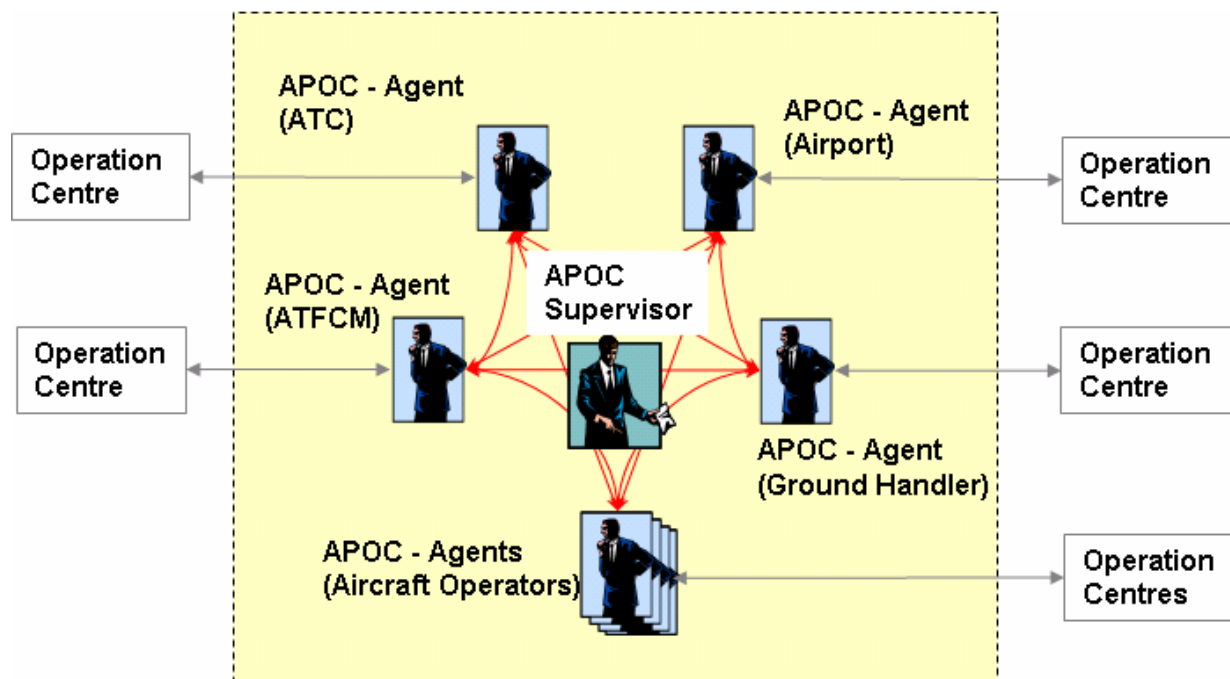 APOC - Agent
(ATC)
APOC - Agent
(Airport)
Operation
Centre
Operation
Centre
APOC - Agent
(ATFCM)
APOC
Supervisor
Operation
Centre
Operation
Centre
APOC - Agent
(Ground Handler)
APOC - Agents
(Aircraft Operators)
Operation
Centres